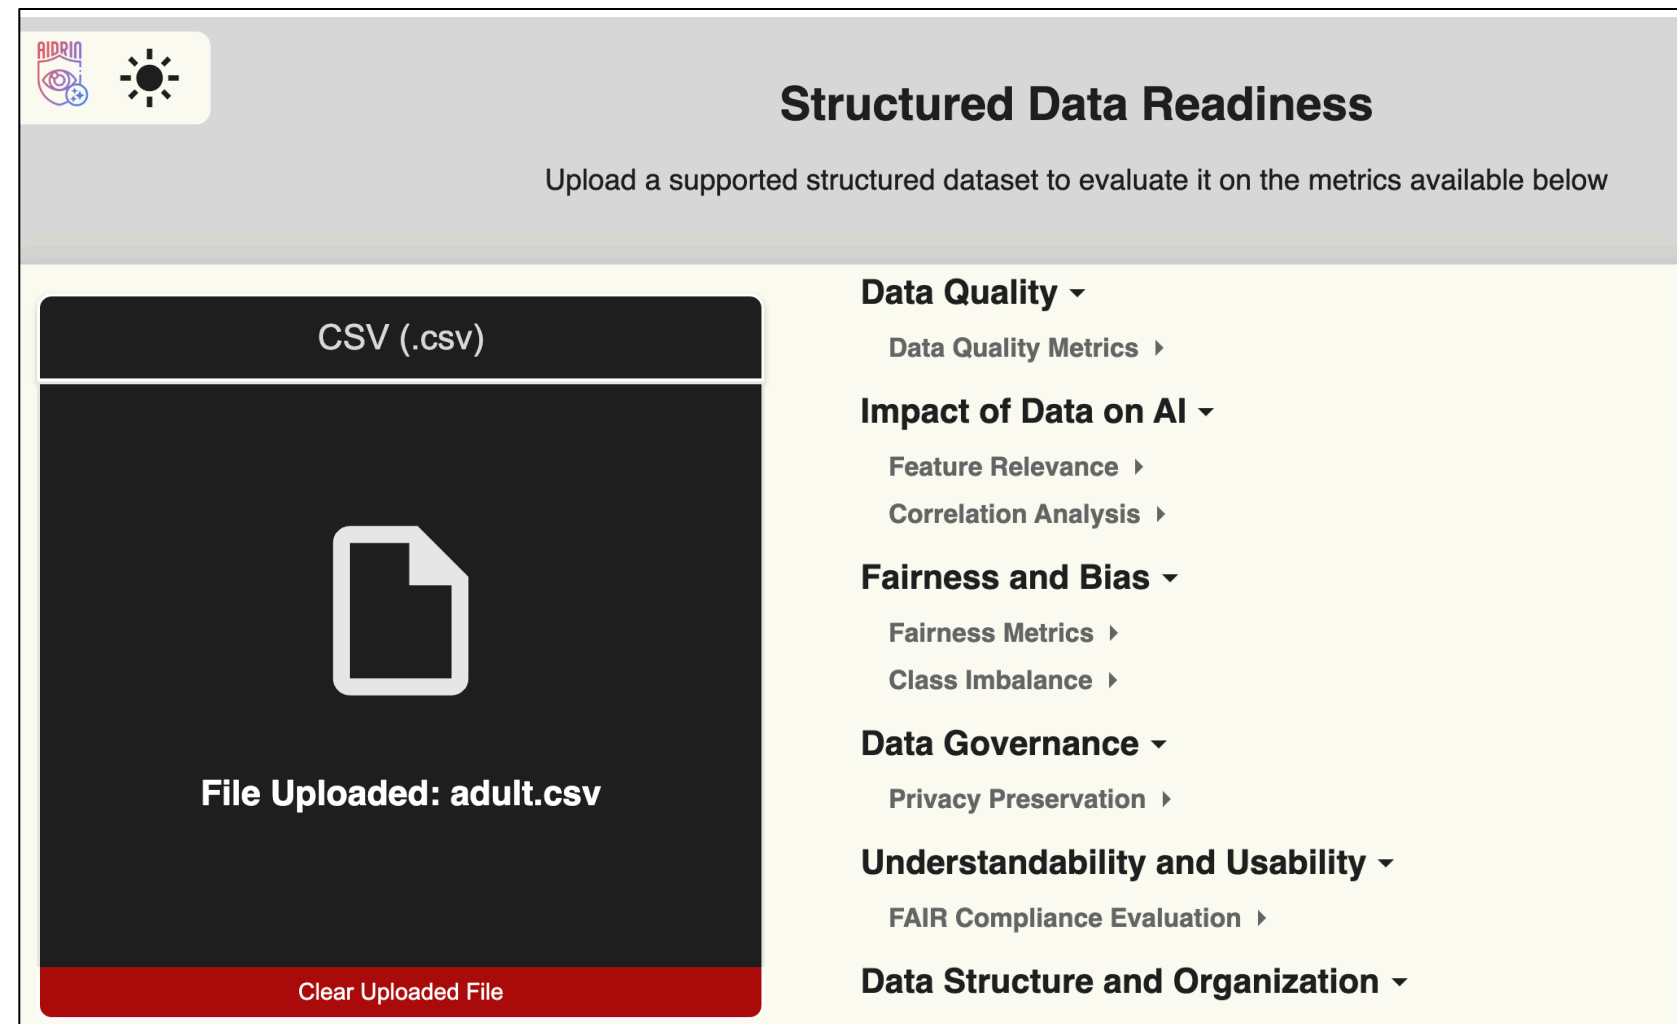 AIDRIN
Structured Data Readiness
Upload a supported structured dataset to evaluate it on the metrics available below
CSV (.csv)
File Uploaded: adult.csv
Clear Uploaded File
Data Quality
Data Quality Metrics
Impact of Data on AI
Feature Relevance
Correlation Analysis
Fairness and Bias
Fairness Metrics
Class Imbalance
Data Governance
Privacy Preservation
Understandability and Usability
FAIR Compliance Evaluation
Data Structure and Organization